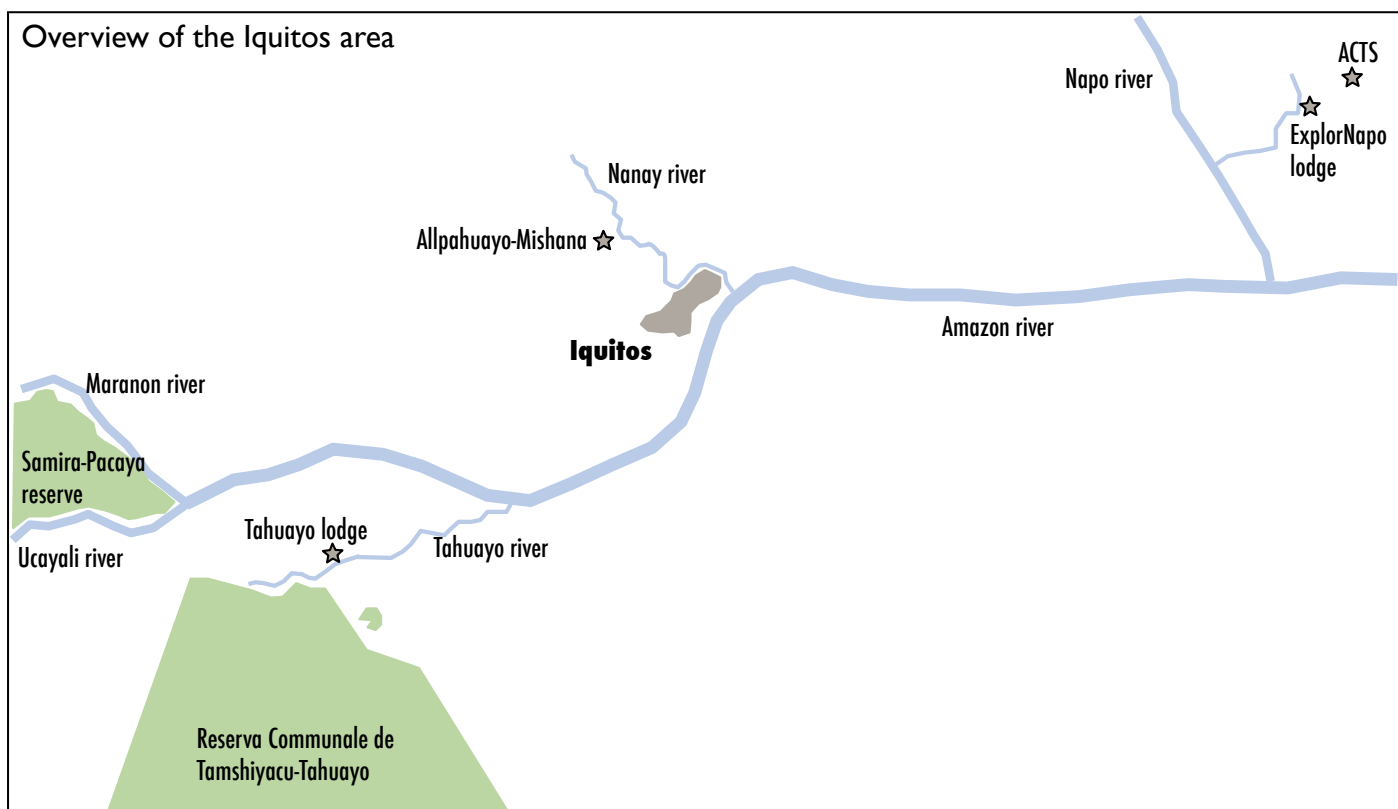 Overview of the Iquitos area
ACTS
Napo river
ExplorNapo
lodge
Nanay river
Allpahuayo-Mishana
Amazon river
Iquitos
Maranon river
Samira-Pacaya
reserve
Tahuayo lodge
Tahuayo river
Ucayali river
Reserva Communale de
Tamshiyacu-Tahuayo